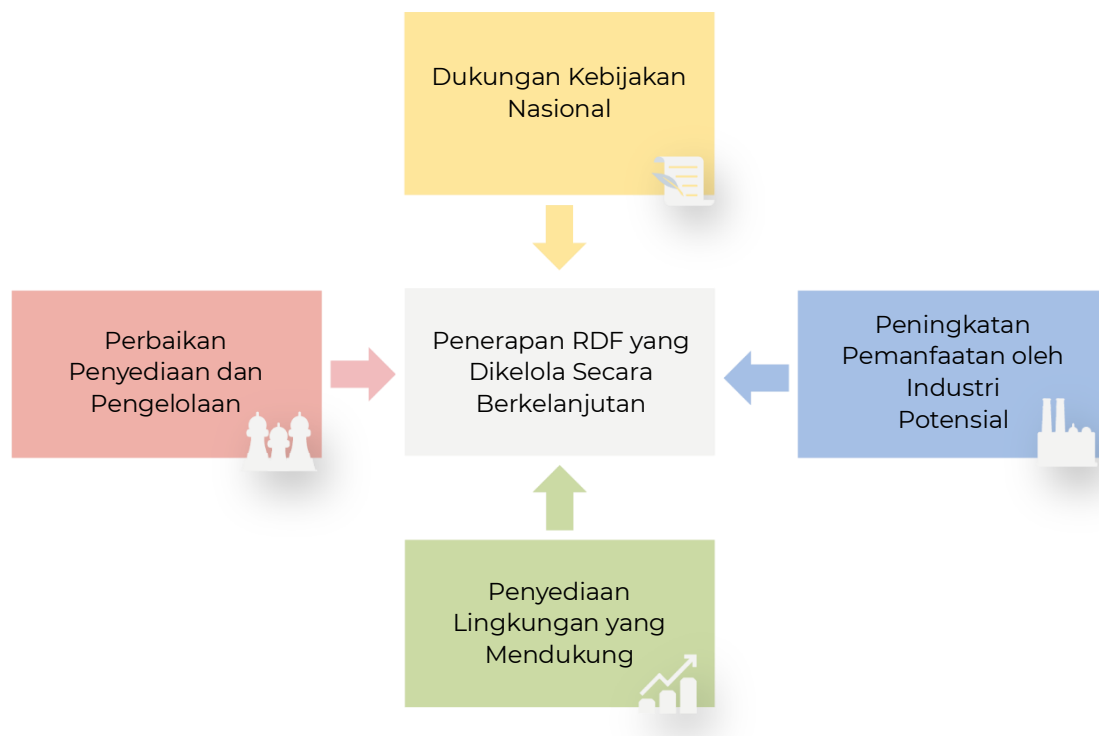 Dukungan Kebijakan
Nasional
Perbaikan
Penyediaan dan
Pengelolaan
Penerapan RDF yang
Dikelola Secara
Berkelanjutan
Peningkatan
Pemanfaatan oleh
Industri
Potensial
Penyediaan
Lingkungan yang
Mendukung